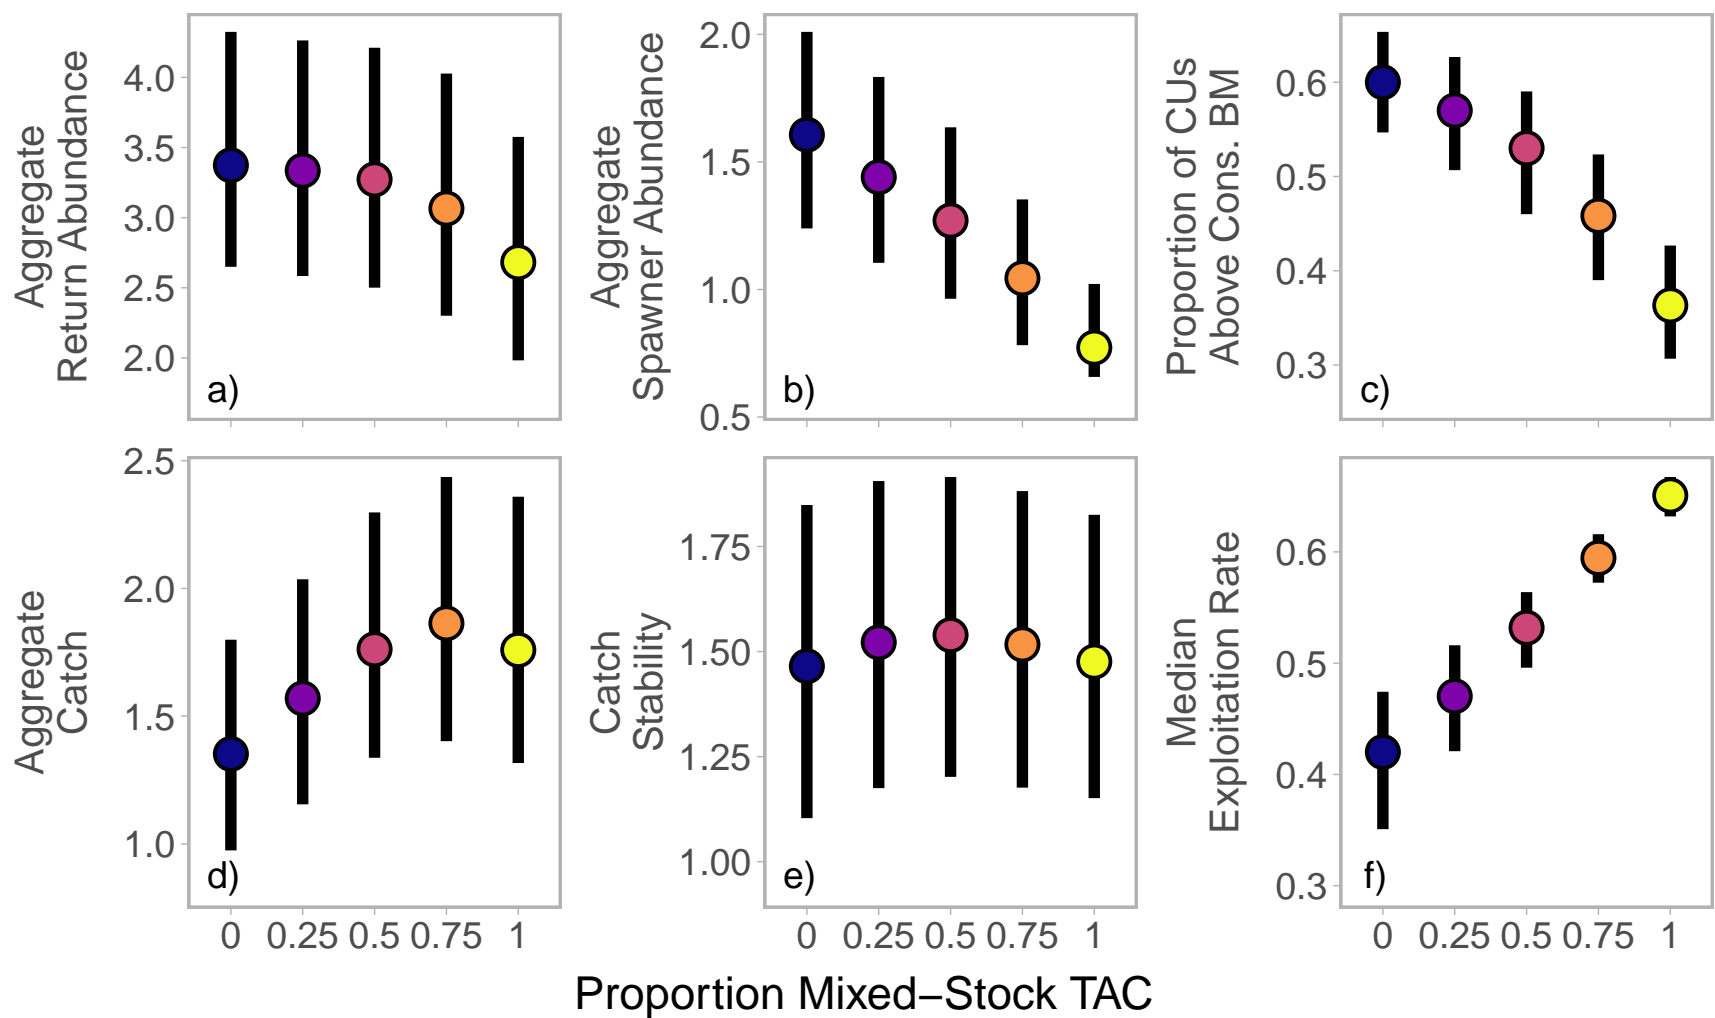 Aggregate
Return Abundance
4.0
3.5
3.0
2.5
2.0
a)
Aggregate
Spawner Abundance
2.0
1.5
1.0
0.5
b)
Proportion of CUs
Above Cons. BM
0.6
0.5
0.4
0.3
c)
Aggregate
Catch
2.5
2.0
1.5
1.0
d)
0 0.25 0.5 0.75 1
Catch
Stability
1.75
1.50
1.25
1.00
e)
0 0.25 0.5 0.75 1
Median
Exploitation Rate
0.6
0.5
0.4
0.3
f)
0 0.25 0.5 0.75 1
Proportion Mixed−Stock TAC